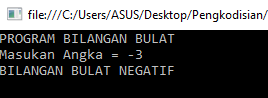 file:///C:/Users/ASUS/Desktop/Pengkodisian/
PROGRAM BILANGAN BULAT
Masukan Angka = -3
BILANGAN BULAT NEGATIF